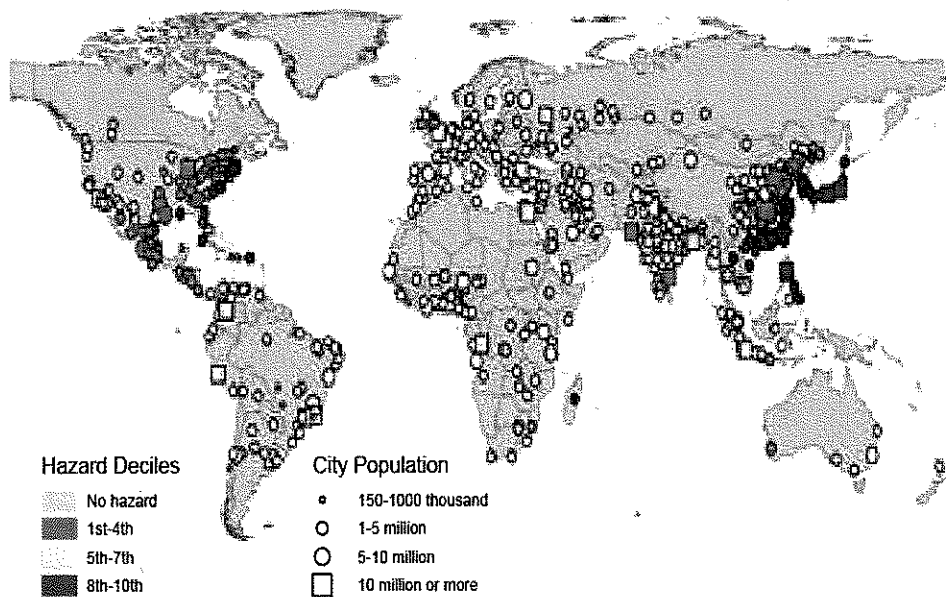 Hazard Deciles
No hazard
1st-4th
5th-7th
8th-10th
City Population
150-1000 thousand
1-5 million
5-10 million
10 million or more